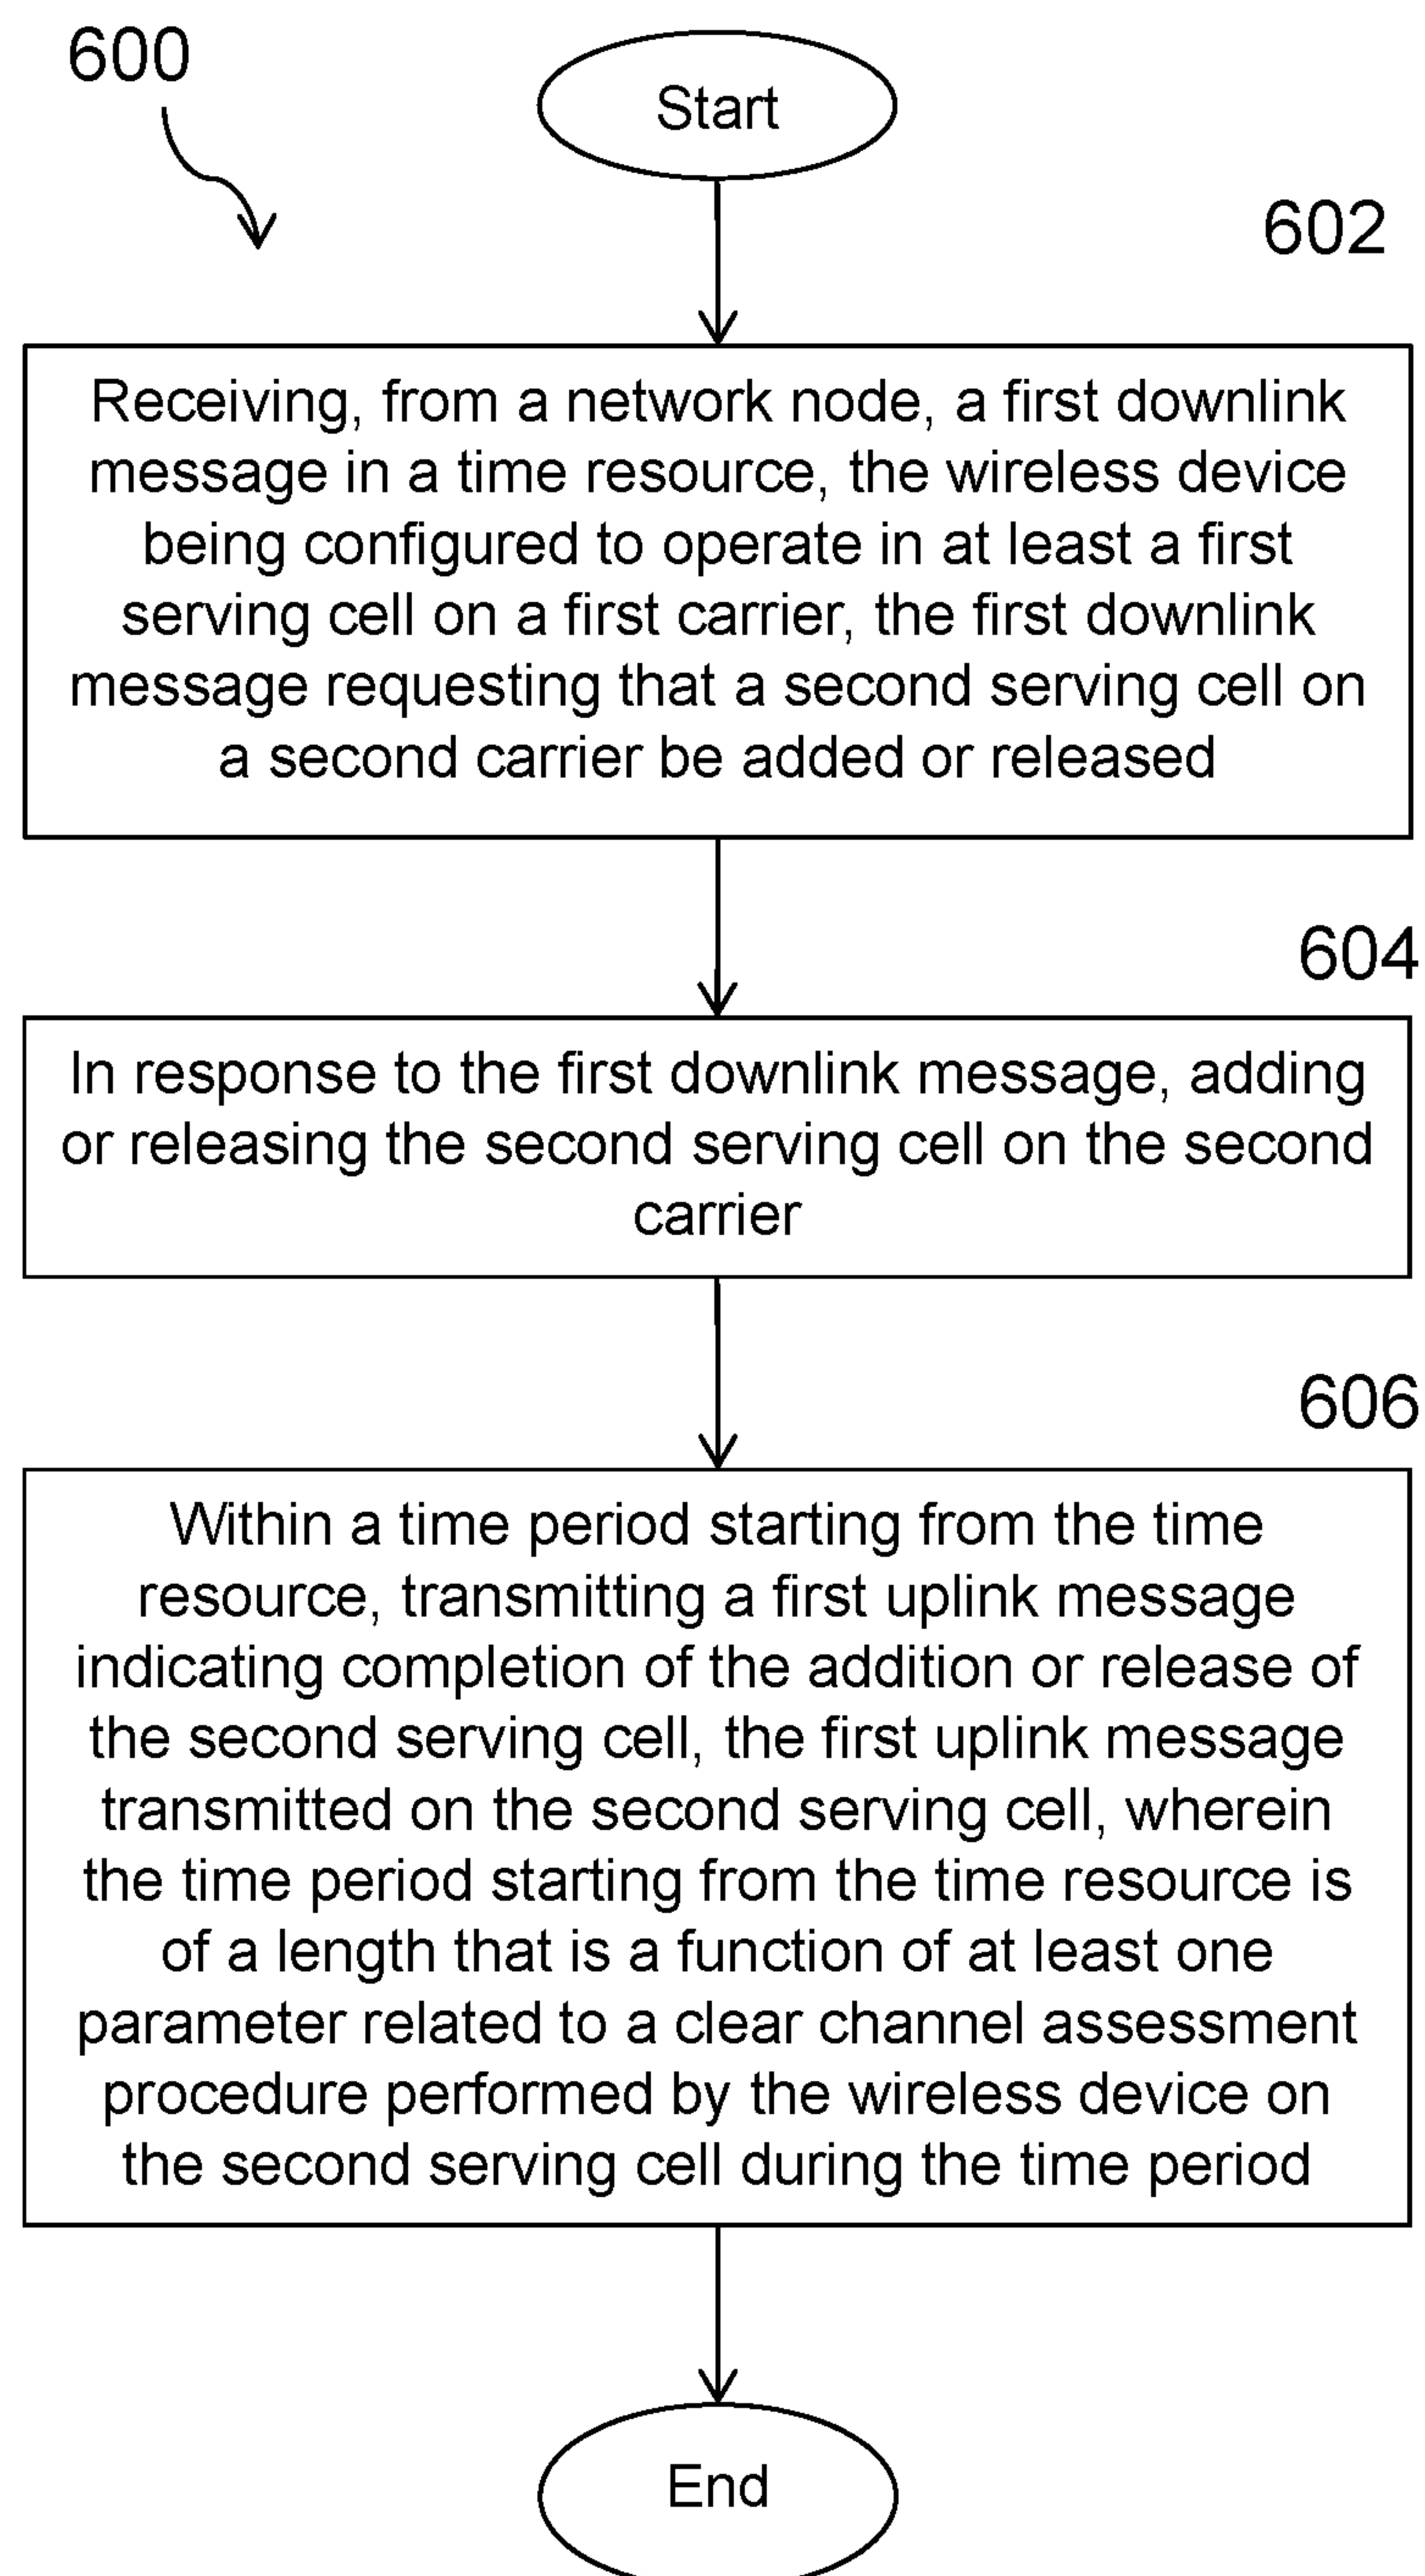 600
Start
602
Receiving, from a network node, a first downlink
message in a time resource, the wireless device
being configured to operate in at least a first
serving cell on a first carrier, the first downlink
message requesting that a second serving cell on
a second carrier be added or released
604
In response to the first downlink message, adding
or releasing the second serving cell on the second
carrier
606
Within a time period starting from the time
resource, transmitting a first uplink message
indicating completion of the addition or release of
the second serving cell, the first uplink message
transmitted on the second serving cell, wherein
the time period starting from the time resource is
of a length that is a function of at least one
parameter related to a clear channel assessment
procedure performed by the wireless device on
the second serving cell during the time period
End